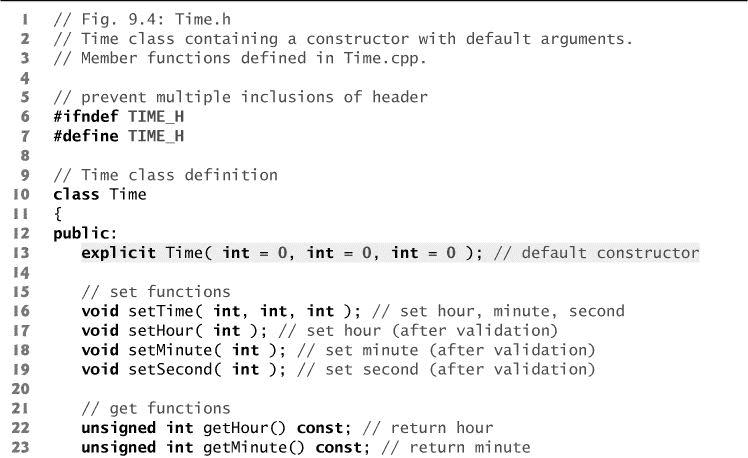 1 // Fig. 9.4: Time.h
2 // Time class containing a constructor with default arguments.
3 // Member functions defined in Time.cpp.
4
5 // prevent multiple inclusions of header
6 #ifndef TIME_H
7 #define TIME_H
8
9 // Time class definition
10 class Time
11 {
12 public:
13    explicit Time( int = 0, int = 0, int = 0 ); // default constructor
14
15    // set functions
16    void setTime( int, int, int ); // set hour, minute, second
17    void setHour( int ); // set hour (after validation)
18    void setMinute( int ); // set minute (after validation)
19    void setSecond( int ); // set second (after validation)
20
21    // get functions
22    unsigned int getHour() const; // return hour
23    unsigned int getMinute() const; // return minute